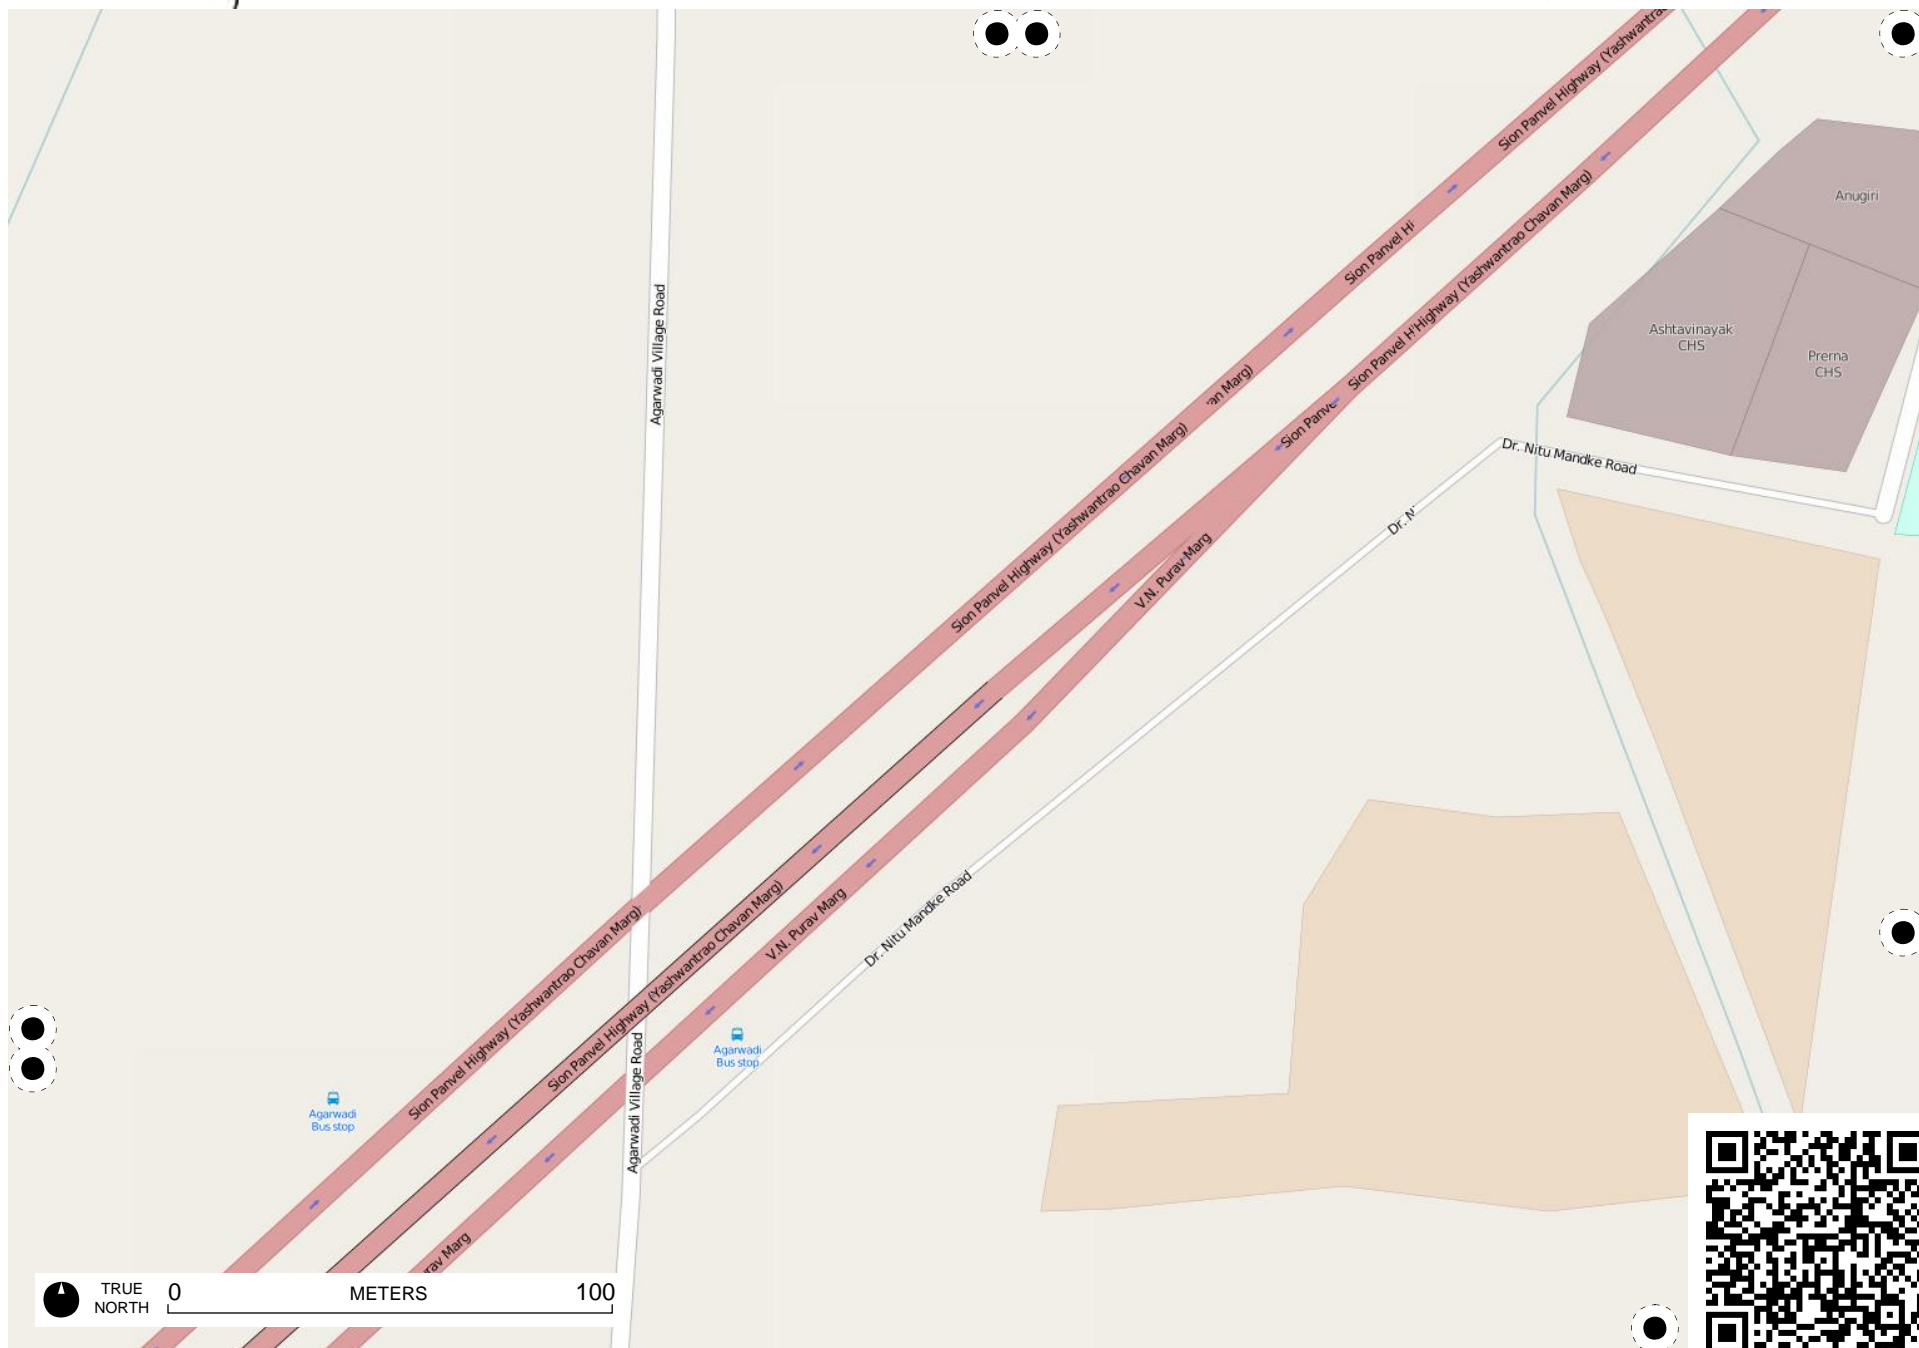 Sion Panvel Highway (Yashwantrao
Sion Panvel Hi
Sion Panvel H'Highway (Yashwantrao Chavan Marg)
Anugiri
Ashtavinayak
CHS
Prerna
CHS
Agarwadi Village Road
van Marg)
Sion Panve
Sion Panvel Highway (Yashwantrao Chavan Marg)
Dr. Nitu Mandke Road
Dr. N
V.N. Purav Marg
Sion Panvel Highway (Yashwantrao Chavan Marg)
Sion Panvel Highway (Yashwantrao Chavan Marg)
V.N. Purav Marg
Dr. Nitu Mandke Road
Agarwadi Village Road
Agarwadi
Bus stop
Agarwadi
Bus stop
rav Marg
TRUE
NORTH
0 METERS 100